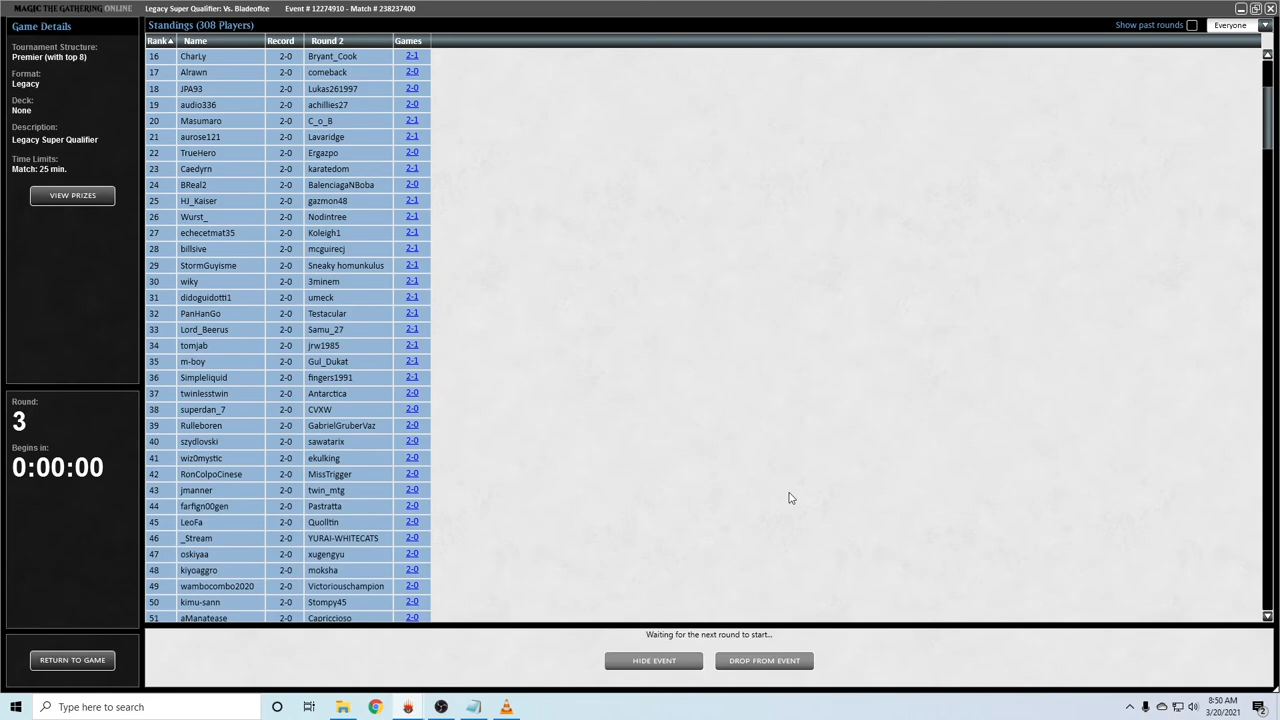 MAGIC THE GATHERING ONLINE Legacy Super Qualifier: Vs. Bladeofice Event # 12274910 - Match # 238237400
Game Details
Tournament Structure:
Premier (with top 8)
Format:
Legacy
Deck:
None
Description:
Legacy Super Qualifier
Time Limits:
Match: 25 min.
VIEW PRIZES
Round:
3
Begins in:
0:00:00
RETURN TO GAME
Standings (308 Players) Show past rounds Everyone
Rank Name Record Round 2 Games
16 CharLy 2-0 Bryant_Cook 2-1
17 Alrawn 2-0 comeback 2-0
18 JPA93 2-0 Lukas261997 2-0
19 audio336 2-0 achillies27 2-0
20 Masumaro 2-0 C_o_B 2-1
21 aurose121 2-0 Lavaridge 2-1
22 TrueHero 2-0 Ergazpo 2-0
23 Caedyrn 2-0 karatedom 2-1
24 BReal2 2-0 BalenciagaNBoba 2-0
25 HJ_Kaiser 2-0 gazmon48 2-1
26 Wurst_ 2-0 Nodintree 2-1
27 echecetmat35 2-0 Koleigh1 2-1
28 billsive 2-0 mcguirecj 2-1
29 StormGuyisme 2-0 Sneaky homunkulus 2-1
30 wiky 2-0 3minem 2-1
31 didoguidotti1 2-0 umeck 2-1
32 PanHanGo 2-0 Testacular 2-1
33 Lord_Beerus 2-0 Samu_27 2-1
34 tomjab 2-0 jrw1985 2-1
35 m-boy 2-0 Gul_Dukat 2-1
36 Simpleliquid 2-0 fingers1991 2-1
37 twinlesstwin 2-0 Antarctica 2-0
38 superdan_7 2-0 CVXW 2-0
39 Rulleboren 2-0 GabrielGruberVaz 2-0
40 szydlovski 2-0 sawatarix 2-0
41 wiz0mystic 2-0 ekulking 2-0
42 RonColpoCinese 2-0 MissTrigger 2-0
43 jmanner 2-0 twin_mtg 2-0
44 farfign00gen 2-0 Pastratta 2-0
45 LeoFa 2-0 Quolltin 2-0
46 _Stream 2-0 YURAI-WHITECATS 2-0
47 oskiyaa 2-0 xugengyu 2-0
48 kiyoaggro 2-0 moksha 2-0
49 wambocombo2020 2-0 Victoriouschampion 2-0
50 kimu-sann 2-0 Stompy45 2-0
51 aManatease 2-0 Capriccioso 2-0
Waiting for the next round to start...
HIDE EVENT DROP FROM EVENT
Type here to search
8:50 AM
3/20/2021
2